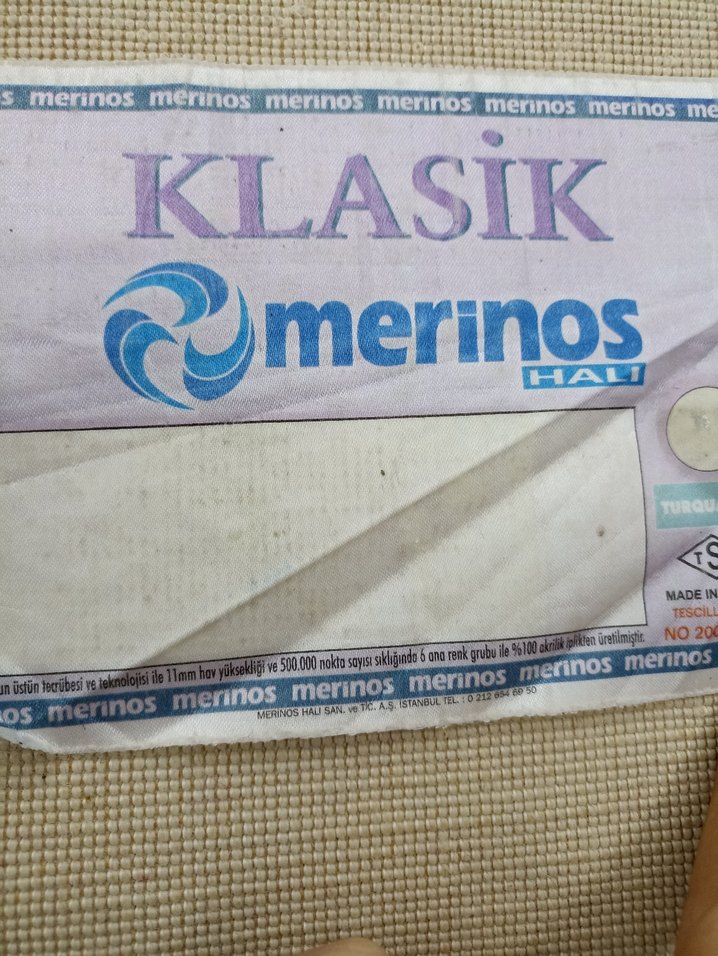 merinos merinos merinos merinos merinos merinos
KLASİK
merinos
HALI
TURQU
TS
MADE IN
TESCİLL
NO 200
un üstün tecrübesi ve teknolojisi ile 11mm hav yüksekliği ve 500.000 nokta sayısı sıklığında 6 ana renk grubu ile %100 akrilik iplikten üretilmiştir.
nos merinos merinos merinos merinos merinos merinos
MERINOS HALI SAN. ve TİC. A.Ş. İSTANBUL TEL. : 0 212 654 69 50